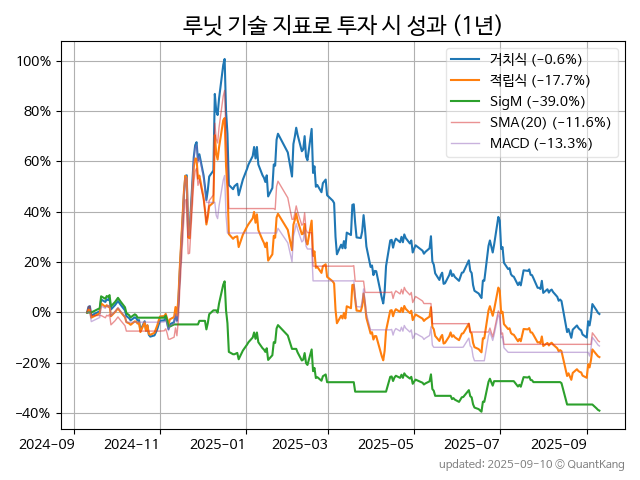 루닛 기술 지표로 투자 시 성과 (1년)
100%
80%
60%
40%
20%
0%
−20%
−40%
거치식 (−0.6%)
적립식 (−17.7%)
SigM (−39.0%)
SMA(20) (−11.6%)
MACD (−13.3%)
2024-09
2024-11
2025-01
2025-03
2025-05
2025-07
2025-09
updated: 2025-09-10 © QuantKang